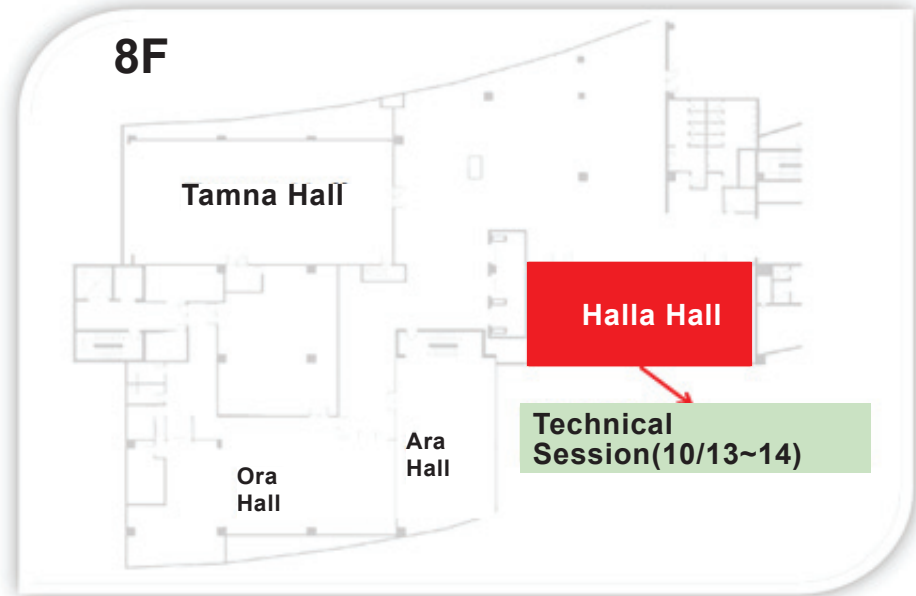 8F
Tamna Hall
Halla Hall
Technical
Session(10/13~14)
Ara
Hall
Ora
Hall